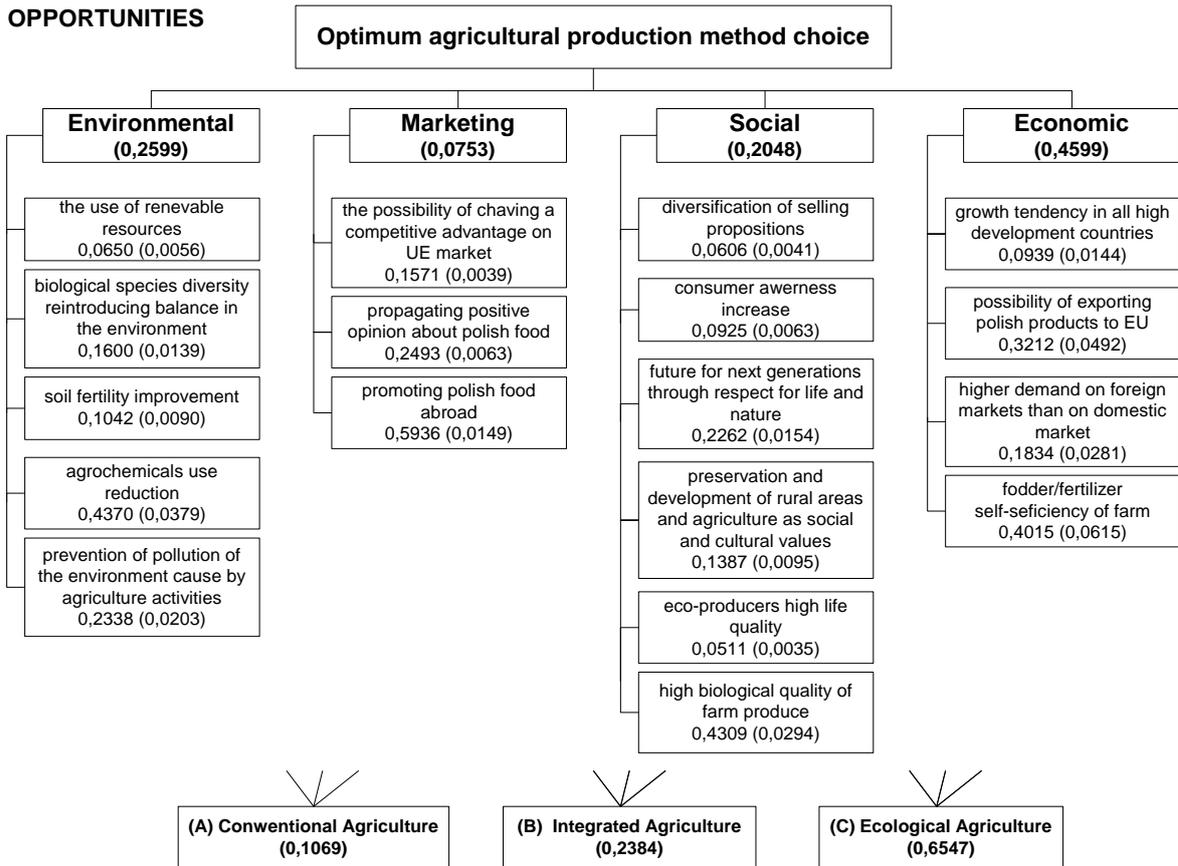 OPPORTUNITIES
Optimum agricultural production method choice
Environmental
(0,2599)
the use of renevable
resources
0,0650 (0,0056)
biological species diversity
reintroducing balance in
the environment
0,1600 (0,0139)
soil fertility improvement
0,1042 (0,0090)
agrochemicals use
reduction
0,4370 (0,0379)
prevention of pollution of
the environment cause by
agriculture activities
0,2338 (0,0203)
Marketing
(0,0753)
the possibility of chaving a
competitive advantage on
UE market
0,1571 (0,0039)
propagating positive
opinion about polish food
0,2493 (0,0063)
promoting polish food
abroad
0,5936 (0,0149)
Social
(0,2048)
diversification of selling
propositions
0,0606 (0,0041)
consumer awerness
increase
0,0925 (0,0063)
future for next generations
through respect for life and
nature
0,2262 (0,0154)
preservation and
development of rural areas
and agriculture as social
and cultural values
0,1387 (0,0095)
eco-producers high life
quality
0,0511 (0,0035)
high biological quality of
farm produce
0,4309 (0,0294)
Economic
(0,4599)
growth tendency in all high
development countries
0,0939 (0,0144)
possibility of exporting
polish products to EU
0,3212 (0,0492)
higher demand on foreign
markets than on domestic
market
0,1834 (0,0281)
fodder/fertilizer
self-seficiency of farm
0,4015 (0,0615)
(A) Conwentional Agriculture
(0,1069)
(B) Integrated Agriculture
(0,2384)
(C) Ecological Agriculture
(0,6547)